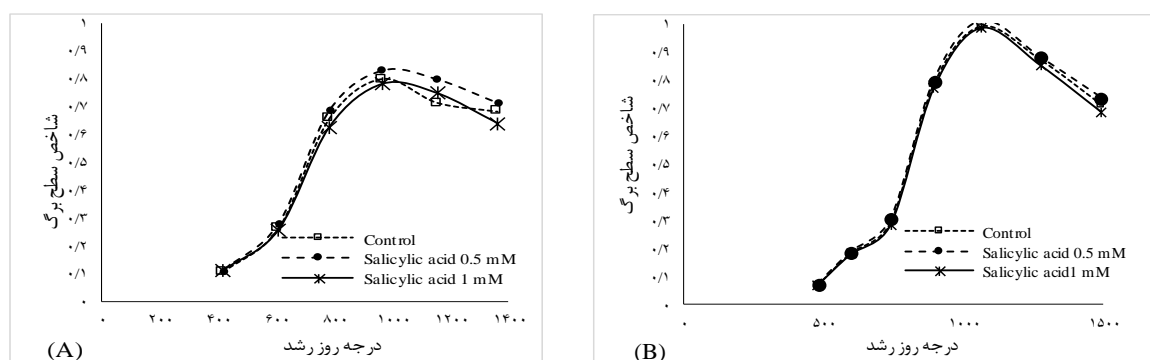 ۱
۰/۹
۰/۸
۰/۷
۰/۶
۰/۵
۰/۴
۰/۳
۰/۲
۰/۱
۰
شاخص سطح برگ
Control
Salicylic acid 0.5 mM
Salicylic acid 1 mM
۰ ۲۰۰ ۴۰۰ ۶۰۰ ۸۰۰ ۱۰۰۰ ۱۲۰۰ ۱۴۰۰
درجه روز رشد
(A)
۱
۰/۹
۰/۸
۰/۷
۰/۶
۰/۵
۰/۴
۰/۳
۰/۲
۰/۱
۰
شاخص سطح برگ
Control
Salicylic acid 0.5 mM
Salicylic acid1 mM
۰ ۵۰۰ ۱۰۰۰ ۱۵۰۰
درجه روز رشد
(B)